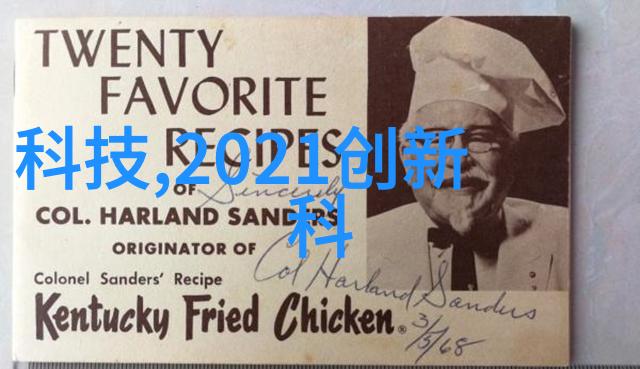 TWENTY
FAVORITE
RECIPES
科技,2021创新
科
OF Sincerely
COL. HARLAND SANDERS
ORIGINATOR OF
Col Harland Sanders
Colonel Sanders' Recipe
Kentucky Fried Chicken®
3/5/68